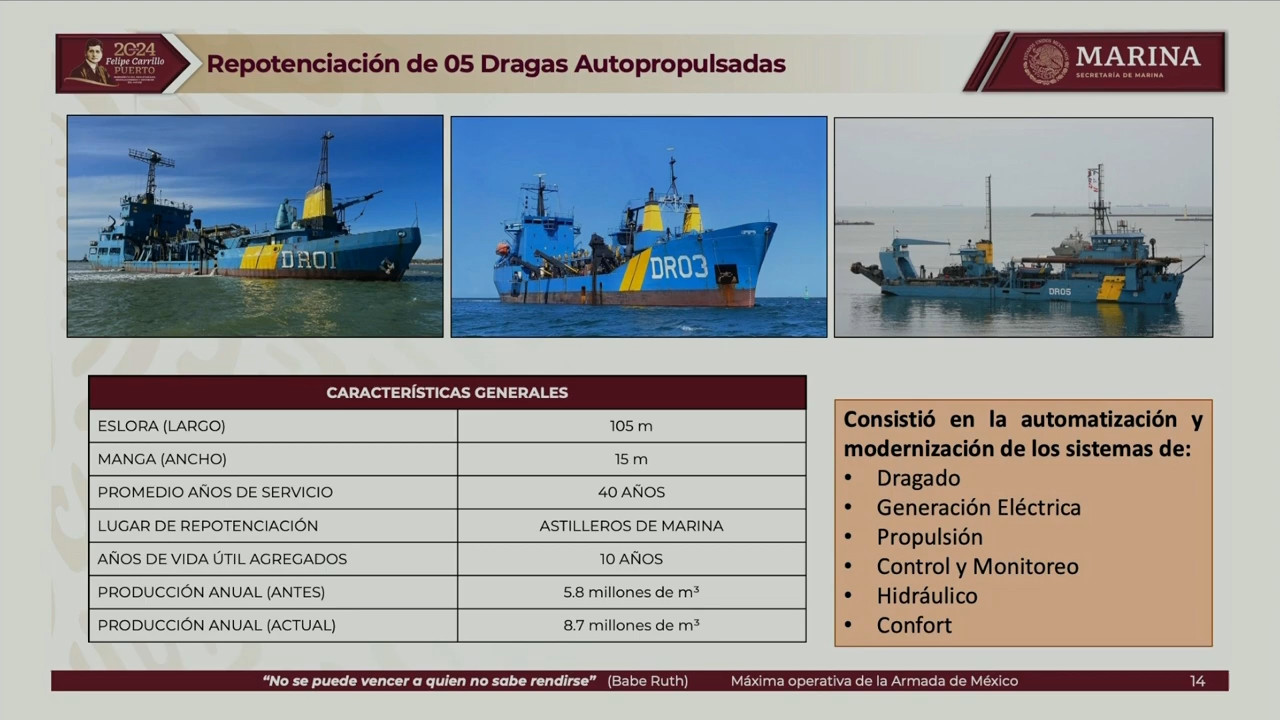 2024
Felipe Carrillo
PUERTO
Repotenciación de 05 Dragas Autopropulsadas
MARINA
SECRETARÍA DE MARINA
DR01
DR03
DR05
CARACTERÍSTICAS GENERALES
ESLORA (LARGO) 105 m
MANGA (ANCHO) 15 m
PROMEDIO AÑOS DE SERVICIO 40 AÑOS
LUGAR DE REPOTENCIACIÓN ASTILLEROS DE MARINA
AÑOS DE VIDA ÚTIL AGREGADOS 10 AÑOS
PRODUCCIÓN ANUAL (ANTES) 5.8 millones de m³
PRODUCCIÓN ANUAL (ACTUAL) 8.7 millones de m³
Consistió en la automatización y
modernización de los sistemas de:
• Dragado
• Generación Eléctrica
• Propulsión
• Control y Monitoreo
• Hidráulico
• Confort
“No se puede vencer a quien no sabe rendirse” (Babe Ruth) Máxima operativa de la Armada de México 14